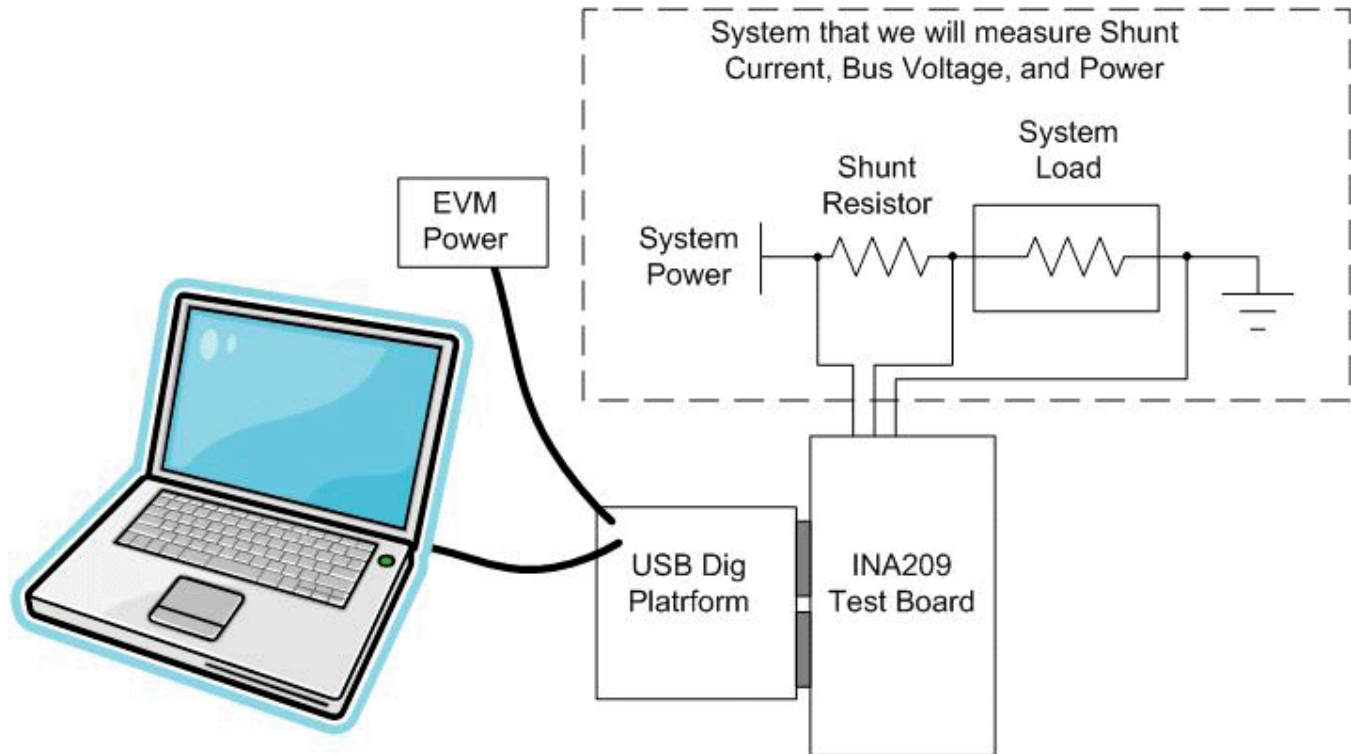 System that we will measure Shunt
Current, Bus Voltage, and Power
System
Load
Shunt
Resistor
System
Power
EVM
Power
USB Dig
Platrform
INA209
Test Board